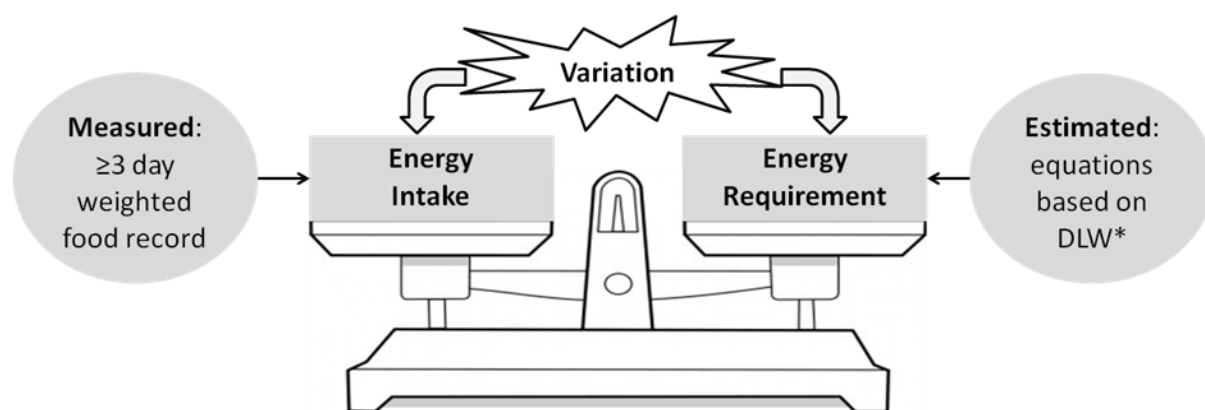 Variation
Measured:
≥3 day
weighted
food record
Energy
Intake
Energy
Requirement
Estimated:
equations
based on
DLW*